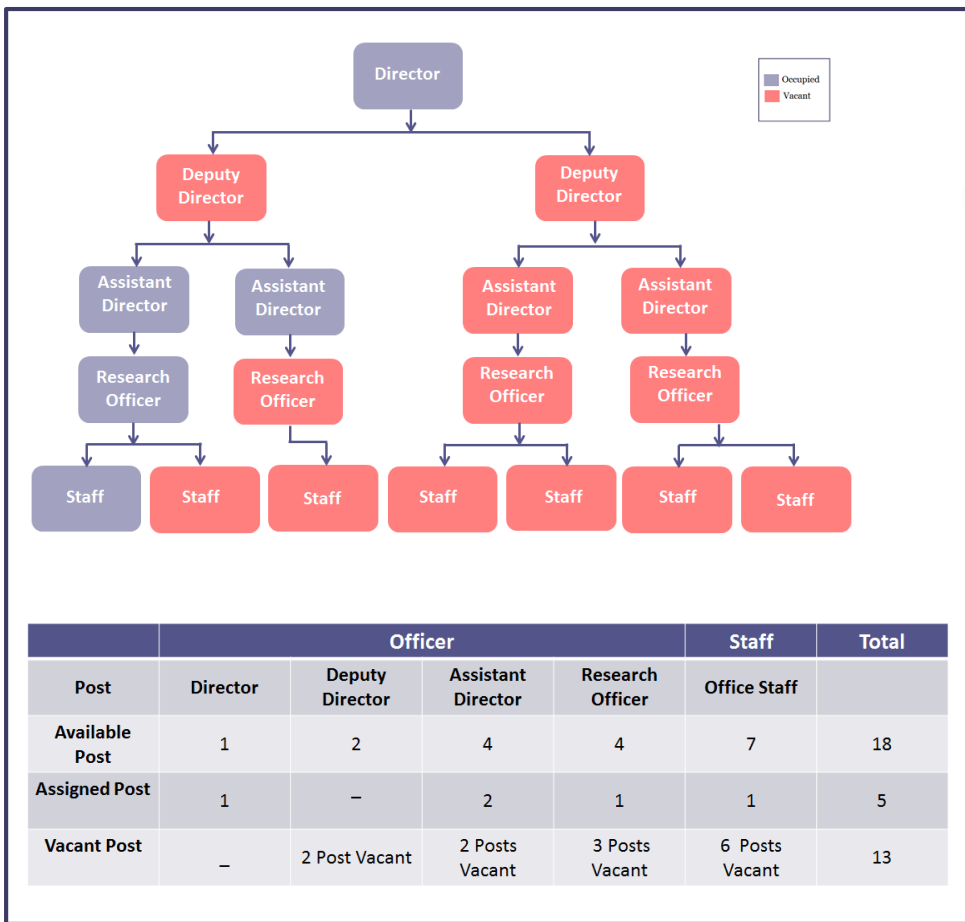 Director
Occupied
Vacant
Deputy
Director
Deputy
Director
Assistant
Director
Assistant
Director
Assistant
Director
Assistant
Director
Research
Officer
Research
Officer
Research
Officer
Research
Officer
Staff
Staff
Staff
Staff
Staff
Staff
Staff
Officer Staff Total
Post Director Deputy Director Assistant Director Research Officer Office Staff
Available Post 1 2 4 4 7 18
Assigned Post 1 – 2 1 1 5
Vacant Post – 2 Post Vacant 2 Posts Vacant 3 Posts Vacant 6 Posts Vacant 13